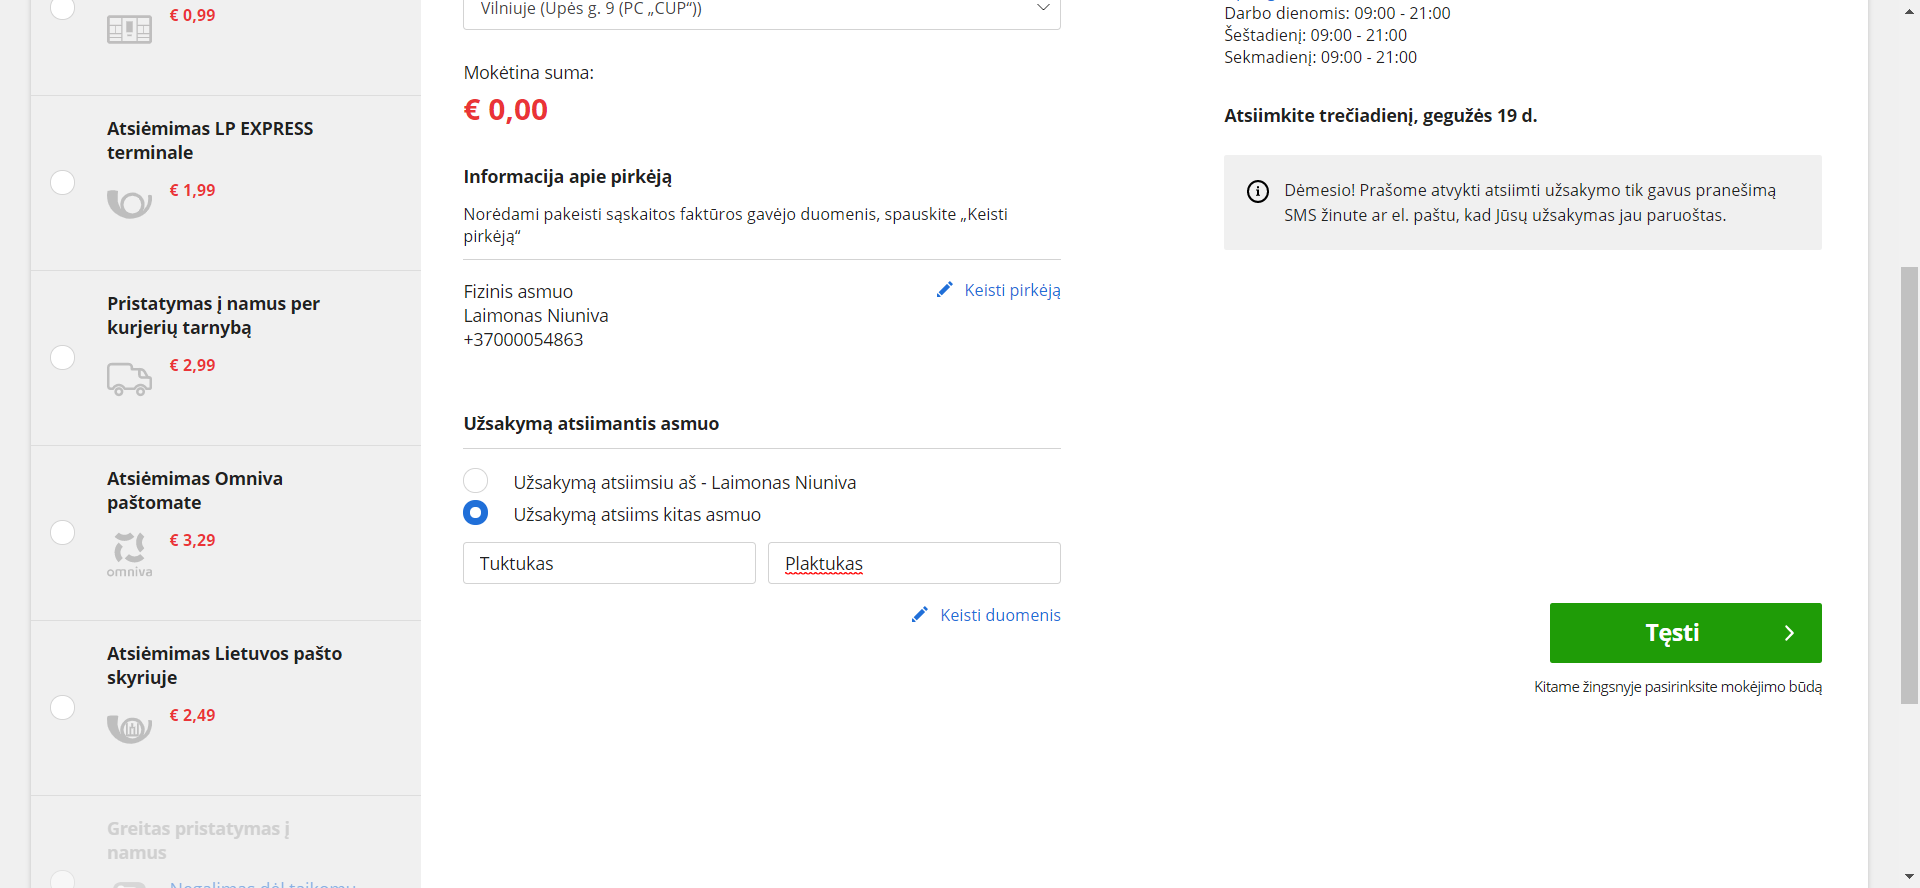 € 0,99
Atsiėmimas LP EXPRESS
terminale
€ 1,99
Pristatymas į namus per
kurjerių tarnybą
€ 2,99
Atsiėmimas Omniva
paštomate
€ 3,29
omniva
Atsiėmimas Lietuvos pašto
skyriuje
€ 2,49
Greitas pristatymas į
namus
Negalimas dėl taikomų
Vilniuje (Upės g. 9 (PC „CUP“))
Mokėtina suma:
€ 0,00
Informacija apie pirkėją
Norėdami pakeisti sąskaitos faktūros gavėjo duomenis, spauskite „Keisti
pirkėją“
Fizinis asmuo
Keisti pirkėją
Laimonas Niuniva
+37000054863
Užsakymą atsiimantis asmuo
Užsakymą atsiimsiu aš - Laimonas Niuniva
Užsakymą atsiims kitas asmuo
Tuktukas
Plaktukas
Keisti duomenis
Darbo dienomis: 09:00 - 21:00
Šeštadienį: 09:00 - 21:00
Sekmadienį: 09:00 - 21:00
Atsiimkite trečiadienį, gegužės 19 d.
Dėmesio! Prašome atvykti atsiimti užsakymo tik gavus pranešimą
SMS žinute ar el. paštu, kad Jūsų užsakymas jau paruoštas.
Tęsti
Kitame žingsnyje pasirinksite mokėjimo būdą